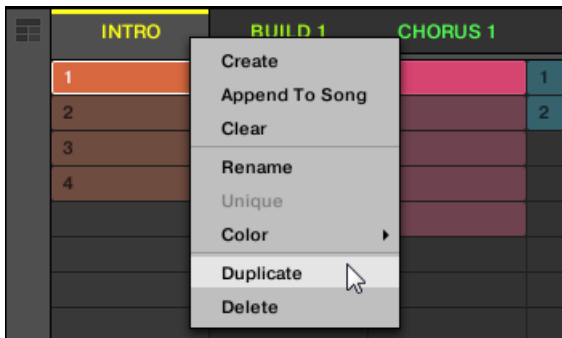 INTRO BUILD 1 CHORUS 1
Create
1 1
Append To Song
2 2
Clear
3
Rename
4
Unique
Color
Duplicate
Delete